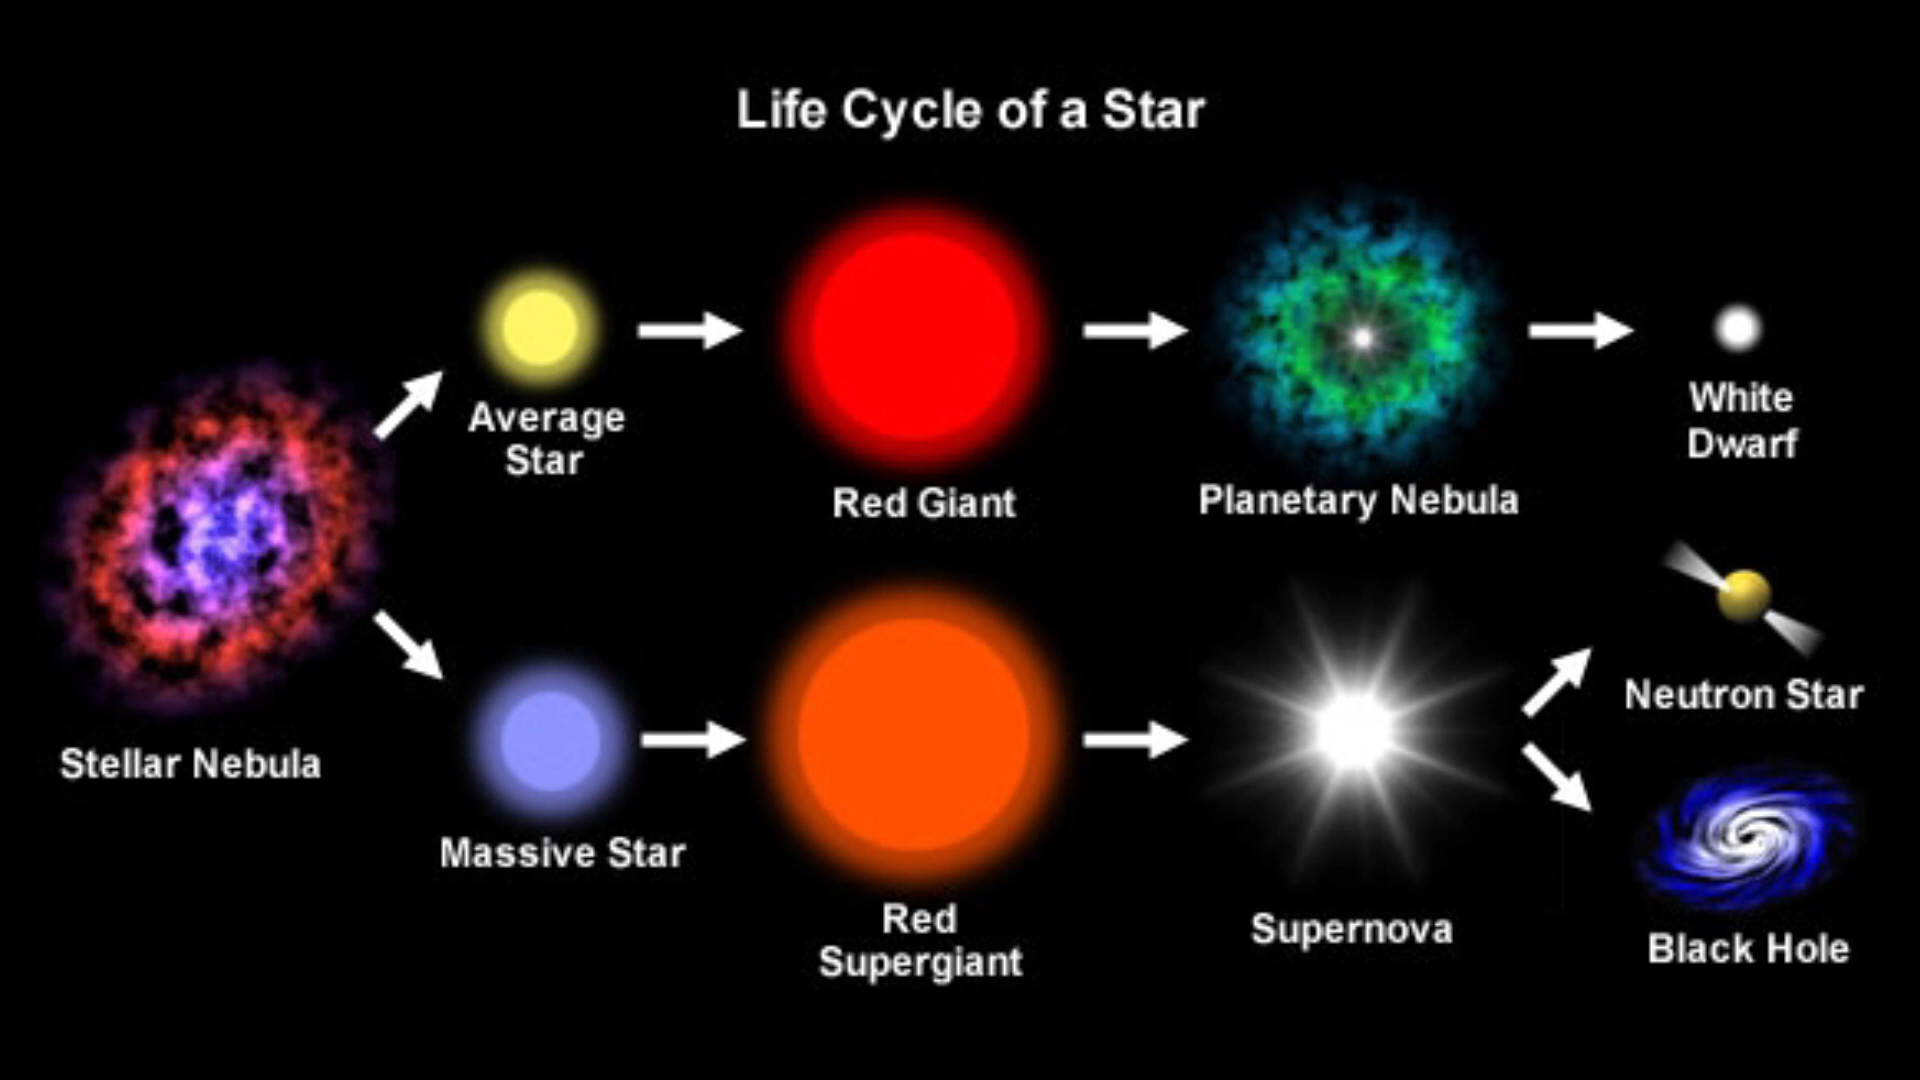 Life Cycle of a Star
Average
Star
Red Giant
Planetary Nebula
White
Dwarf
Stellar Nebula
Massive Star
Red
Supergiant
Supernova
Neutron Star
Black Hole